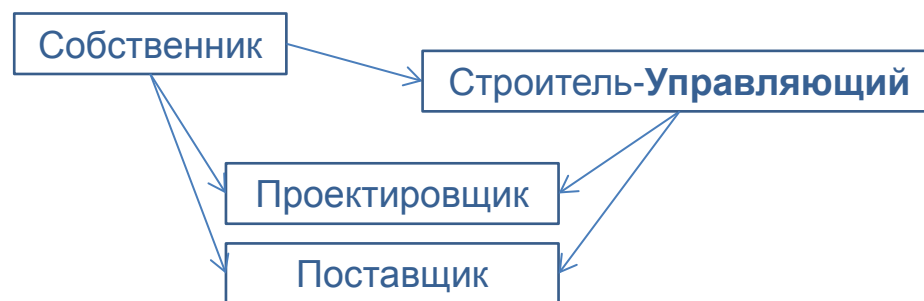 Собственник
Строитель-Управляющий
Проектировщик
Поставщик